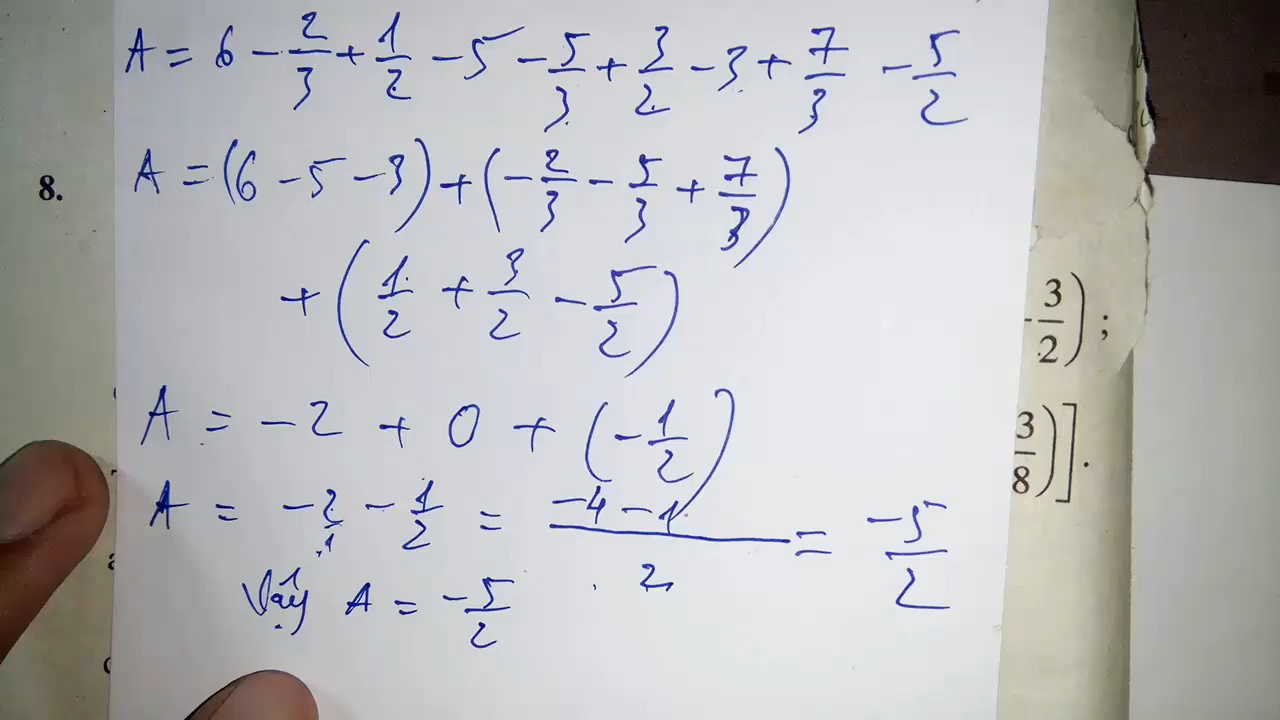 A = 6 - 2/3 + 1/2 - 5 - 5/3 + 3/2 - 3 + 7/3 - 5/2
8.
A = (6 - 5 - 3) + (-2/3 - 5/3 + 7/3)
+ (1/2 + 3/2 - 5/2)
- 3/2) ;
A = -2 + 0 + (-1/2)
3/8)].
A = -2/1 - 1/2 = (-4 - 1)/2 = -5/2
Vậy A = -5/2